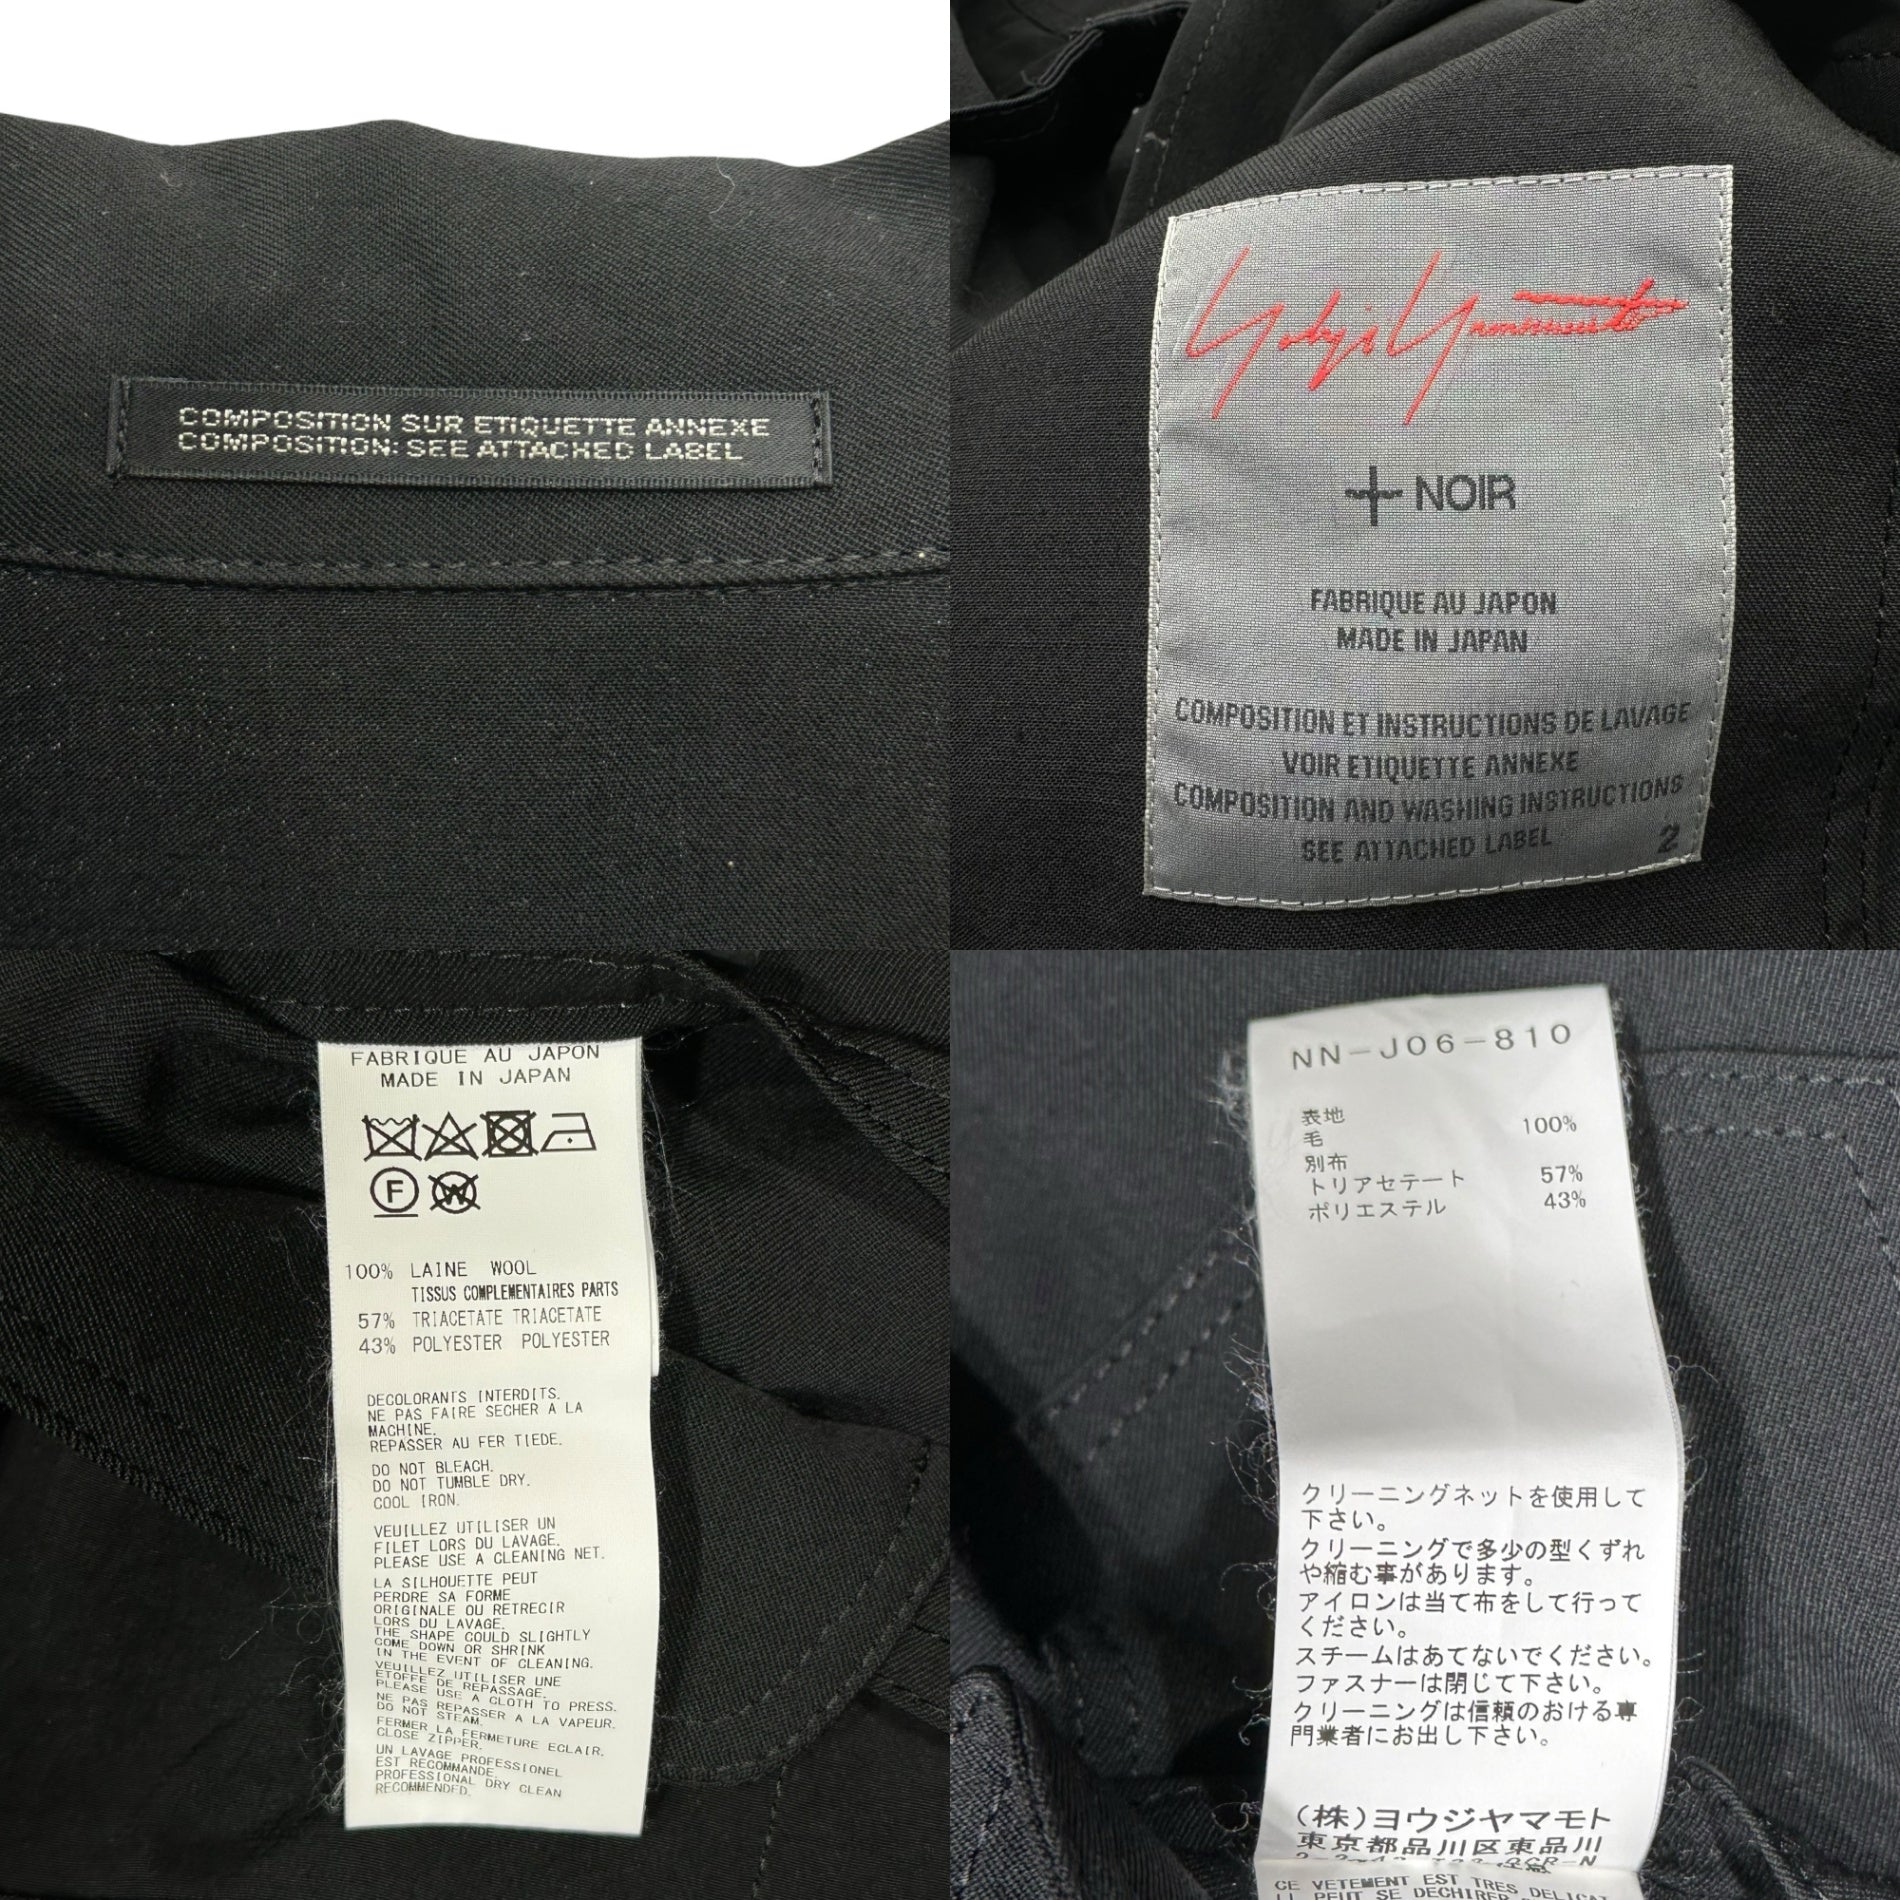 COMPOSITION SUR ETIQUETTE ANNEXE
COMPOSITION: SEE ATTACHED LABEL
Yohji Yamamoto
+ NOIR
FABRIQUE AU JAPON
MADE IN JAPAN
COMPOSITION ET INSTRUCTIONS DE LAVAGE
VOIR ETIQUETTE ANNEXE
COMPOSITION AND WASHING INSTRUCTIONS
SEE ATTACHED LABEL
2
FABRIQUE AU JAPON
MADE IN JAPAN
F
W
100% LAINE WOOL
TISSUS COMPLEMENTAIRES PARTS
57% TRIACETATE TRIACETATE
43% POLYESTER POLYESTER
DECOLORANTS INTERDITS.
NE PAS FAIRE SECHER A LA
MACHINE.
REPASSER AU FER TIEDE.
DO NOT BLEACH.
DO NOT TUMBLE DRY.
COOL IRON.
VEUILLEZ UTILISER UN
FILET LORS DU LAVAGE.
PLEASE USE A CLEANING NET.
LA SILHOUETTE PEUT
PERDRE SA FORME
ORIGINALE OU RETRECIR
LORS DU LAVAGE.
THE SHAPE COULD SLIGHTLY
COME DOWN OR SHRINK
IN THE EVENT OF CLEANING.
VEUILLEZ UTILISER UNE
ETOFFE DE REPASSAGE.
PLEASE USE A CLOTH TO PRESS.
NE PAS REPASSER A LA VAPEUR.
DO NOT STEAM.
FERMER LA FERMETURE ECLAIR.
CLOSE ZIPPER.
UN LAVAGE PROFESSIONEL
EST RECOMMANDE.
PROFESSIONAL DRY CLEAN
RECOMMENDED.
NN-J06-810
表地
毛 100%
別布
トリアセテート 57%
ポリエステル 43%
クリーニングネットを使用して
下さい。
クリーニングで多少の型くずれ
や縮む事があります。
アイロンは当て布をして行って
ください。
スチームはあてないでください。
ファスナーは閉じて下さい。
クリーニングは信頼のおける専
門業者にお出し下さい。
(株)ヨウジヤマモト
東京都品川区東品川
CE VETEMENT EST TRES
IL PEUT SE